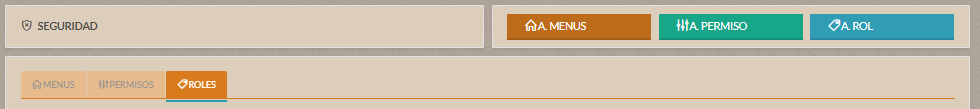 SEGURIDAD
A. MENUS
A. PERMISO
A. ROL
MENUS
PERMISOS
ROLES